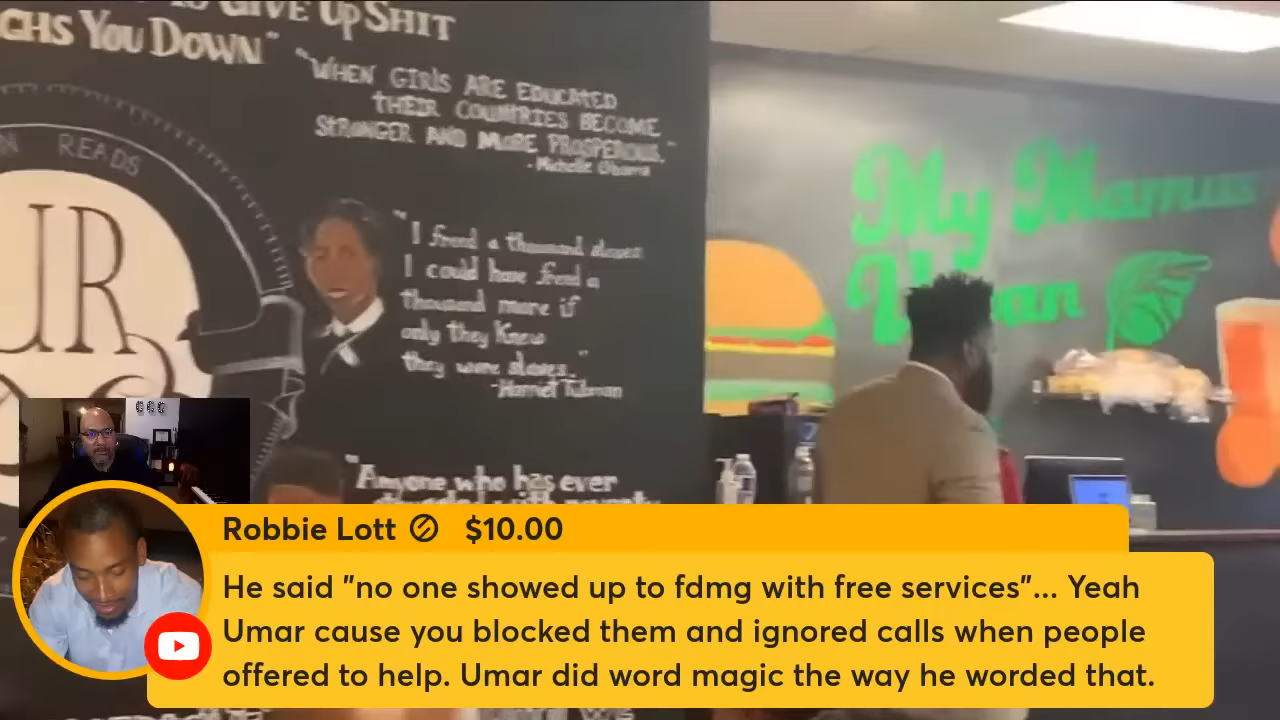 GIVE UP SHIT
YOU DOWN"
"WHEN GIRLS ARE EDUCATED
THEIR COUNTRIES BECOME
STRONGER AND MORE PROSPEROUS."
- Michelle Obama
READS
My Mamas
Vegan
"I freed a thousand slaves
I could have freed a
thousand more if
only they knew
they were slaves."
-Harriet Tubman
"Anyone who has ever
struggled with poverty
Robbie Lott $10.00
He said "no one showed up to fdmg with free services"... Yeah
Umar cause you blocked them and ignored calls when people
offered to help. Umar did word magic the way he worded that.